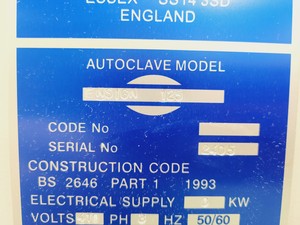 ESSEX SS14 3SD
ENGLAND
AUTOCLAVE MODEL
CODE No
SERIAL No
CONSTRUCTION CODE
BS 2646 PART 1 1993
ELECTRICAL SUPPLY KW
VOLTS PH 3 HZ 50/60